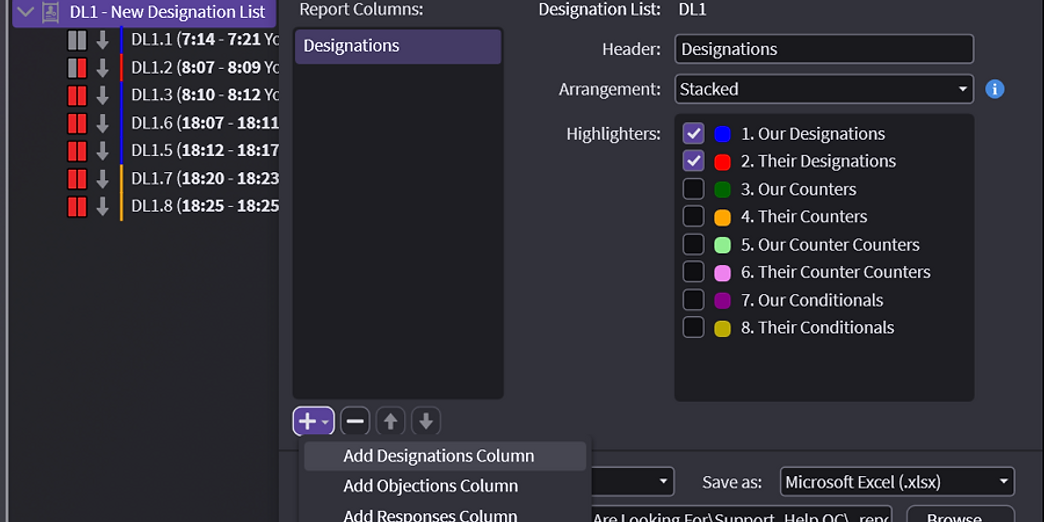 DL1 - New Designation List
DL1.1 (7:14 - 7:21 Yo
DL1.2 (8:07 - 8:09 Yo
DL1.3 (8:10 - 8:12 Yo
DL1.6 (18:07 - 18:11
DL1.5 (18:12 - 18:17
DL1.7 (18:20 - 18:23
DL1.8 (18:25 - 18:25
Report Columns:
Designations
Designation List: DL1
Header: Designations
Arrangement: Stacked
Highlighters:
1. Our Designations
2. Their Designations
3. Our Counters
4. Their Counters
5. Our Counter Counters
6. Their Counter Counters
7. Our Conditionals
8. Their Conditionals
Add Designations Column
Add Objections Column
Add Responses Column
Save as: Microsoft Excel (.xlsx)
Are Looking For\Support, Help QC\_repo
Browse